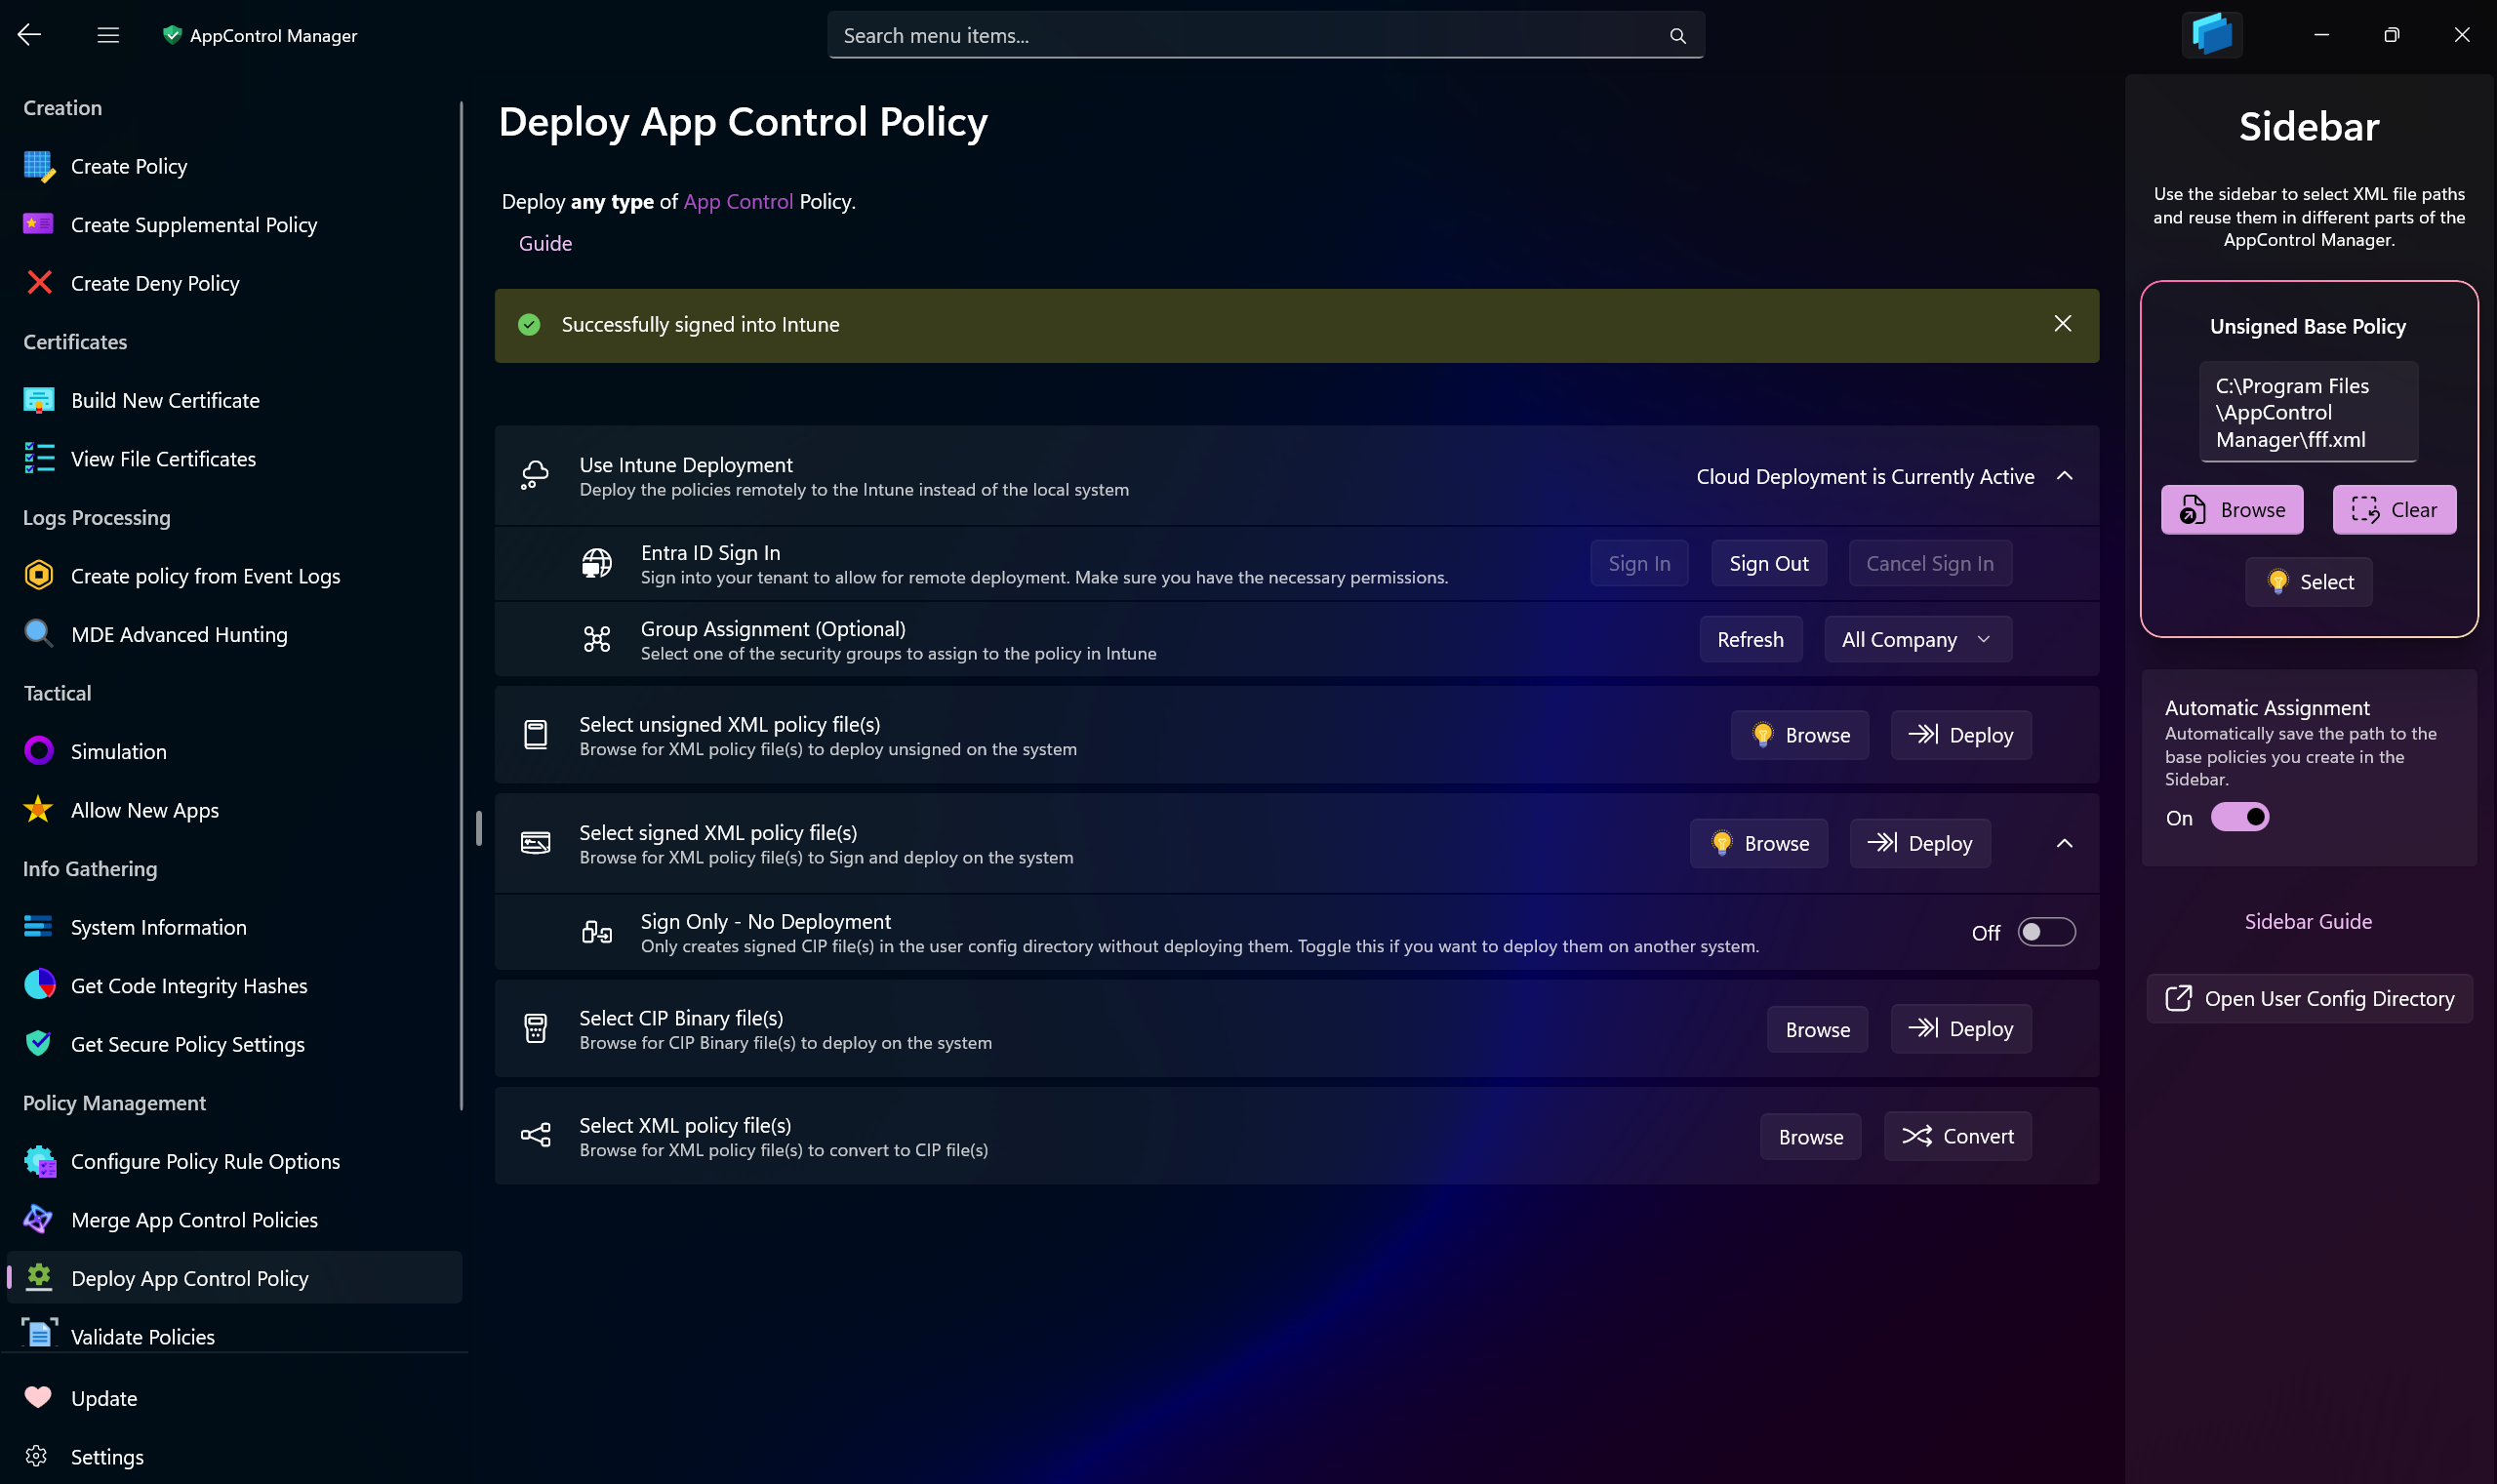 AppControl Manager
Search menu items...
Creation
Create Policy
Create Supplemental Policy
Create Deny Policy
Certificates
Build New Certificate
View File Certificates
Logs Processing
Create policy from Event Logs
MDE Advanced Hunting
Tactical
Simulation
Allow New Apps
Info Gathering
System Information
Get Code Integrity Hashes
Get Secure Policy Settings
Policy Management
Configure Policy Rule Options
Merge App Control Policies
Deploy App Control Policy
Validate Policies
Update
Settings
Deploy App Control Policy
Deploy any type of App Control Policy.
Guide
Successfully signed into Intune
Use Intune Deployment
Deploy the policies remotely to the Intune instead of the local system
Cloud Deployment is Currently Active
Entra ID Sign In
Sign into your tenant to allow for remote deployment. Make sure you have the necessary permissions.
Sign In
Sign Out
Cancel Sign In
Group Assignment (Optional)
Select one of the security groups to assign to the policy in Intune
Refresh
All Company
Select unsigned XML policy file(s)
Browse for XML policy file(s) to deploy unsigned on the system
Browse
Deploy
Select signed XML policy file(s)
Browse for XML policy file(s) to Sign and deploy on the system
Browse
Deploy
Sign Only - No Deployment
Only creates signed CIP file(s) in the user config directory without deploying them. Toggle this if you want to deploy them on another system.
Off
Select CIP Binary file(s)
Browse for CIP Binary file(s) to deploy on the system
Browse
Deploy
Select XML policy file(s)
Browse for XML policy file(s) to convert to CIP file(s)
Browse
Convert
Sidebar
Use the sidebar to select XML file paths
and reuse them in different parts of the
AppControl Manager.
Unsigned Base Policy
C:\Program Files
\AppControl
Manager\fff.xml
Browse
Clear
Select
Automatic Assignment
Automatically save the path to the
base policies you create in the
Sidebar.
On
Sidebar Guide
Open User Config Directory